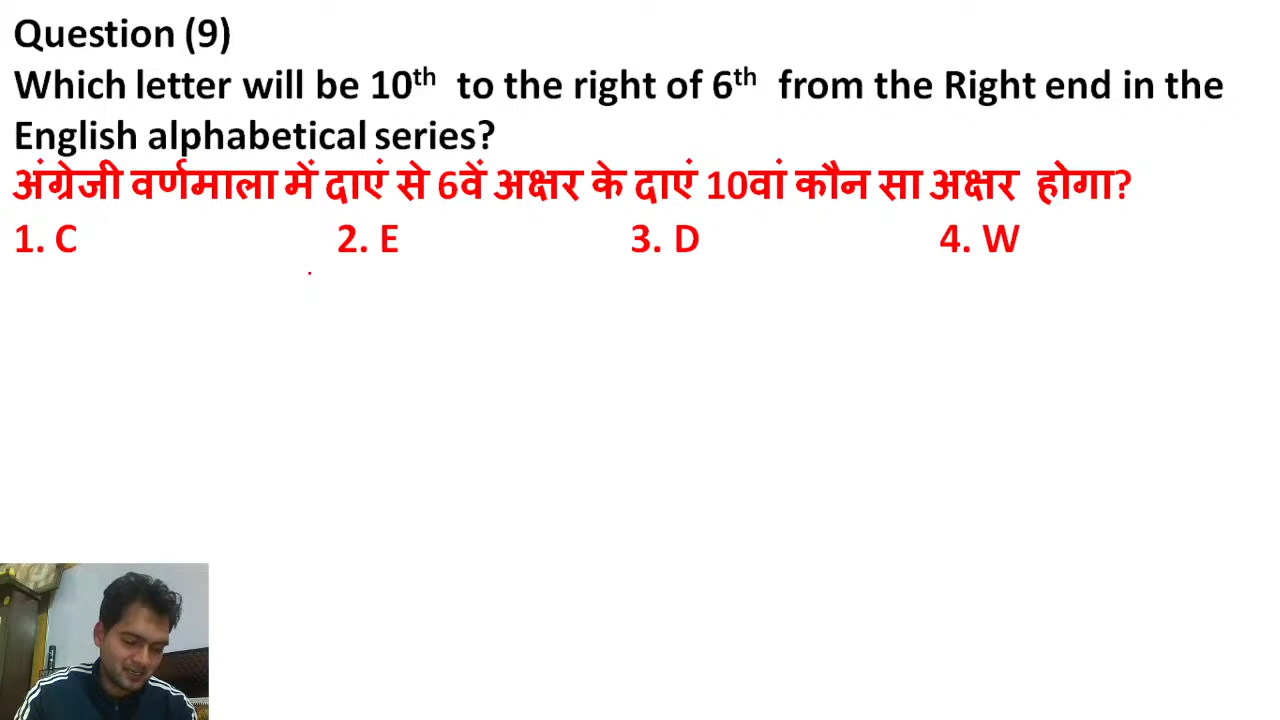 Question (9)
Which letter will be 10th to the right of 6th from the Right end in the
English alphabetical series?
अंग्रेजी वर्णमाला में दाएं से 6वें अक्षर के दाएं 10वां कौन सा अक्षर होगा?
1. C 2. E 3. D 4. W